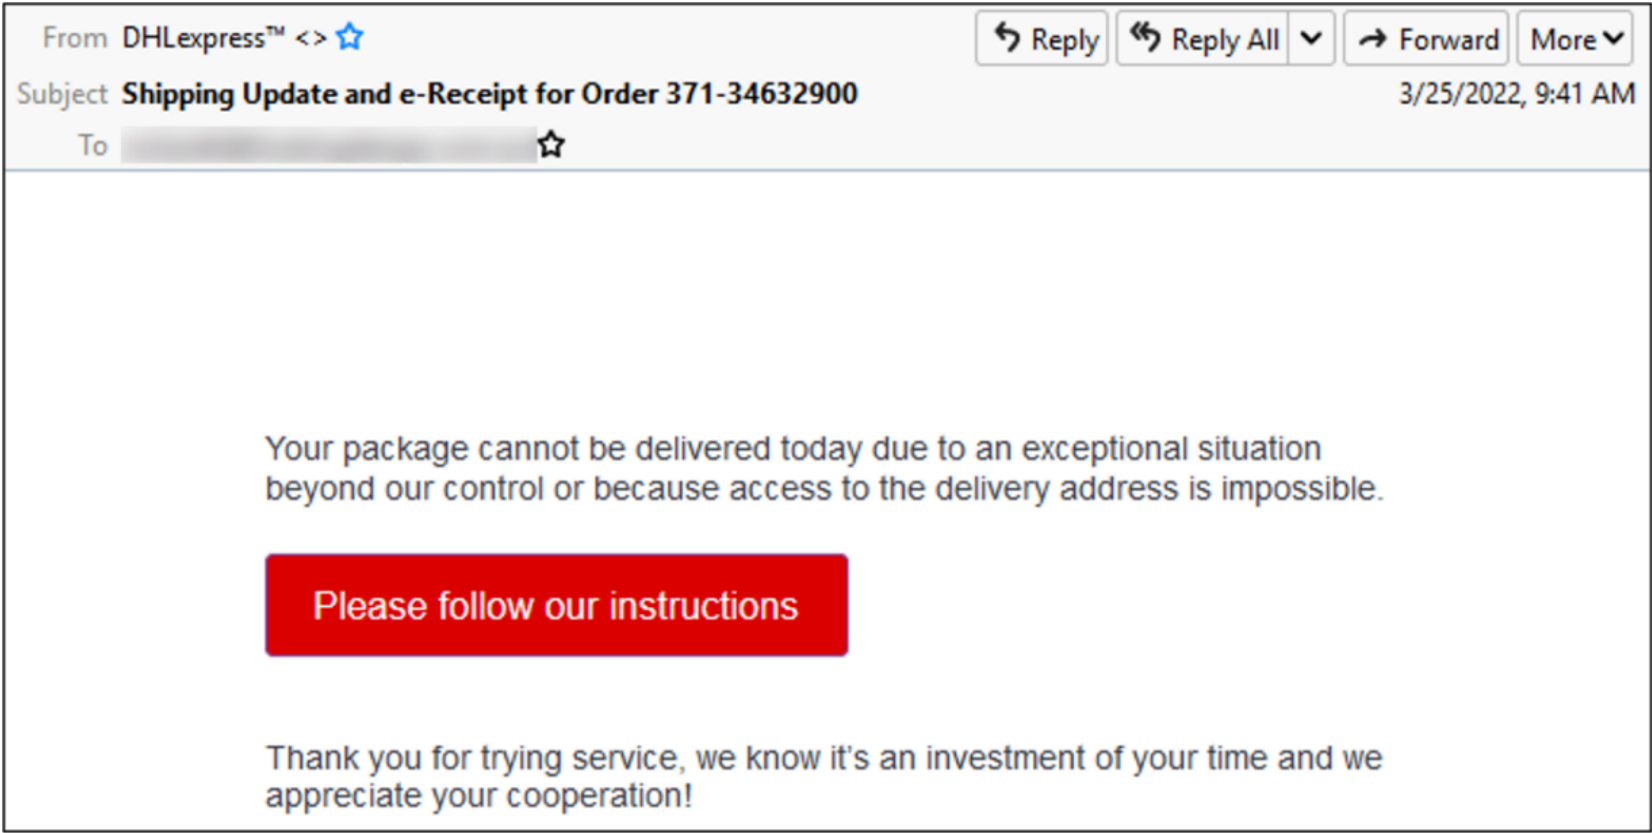 From DHLexpress™ <>
Reply Reply All Forward More
Subject Shipping Update and e-Receipt for Order 371-34632900 3/25/2022, 9:41 AM
To
Your package cannot be delivered today due to an exceptional situation
beyond our control or because access to the delivery address is impossible.
Please follow our instructions
Thank you for trying service, we know it's an investment of your time and we
appreciate your cooperation!